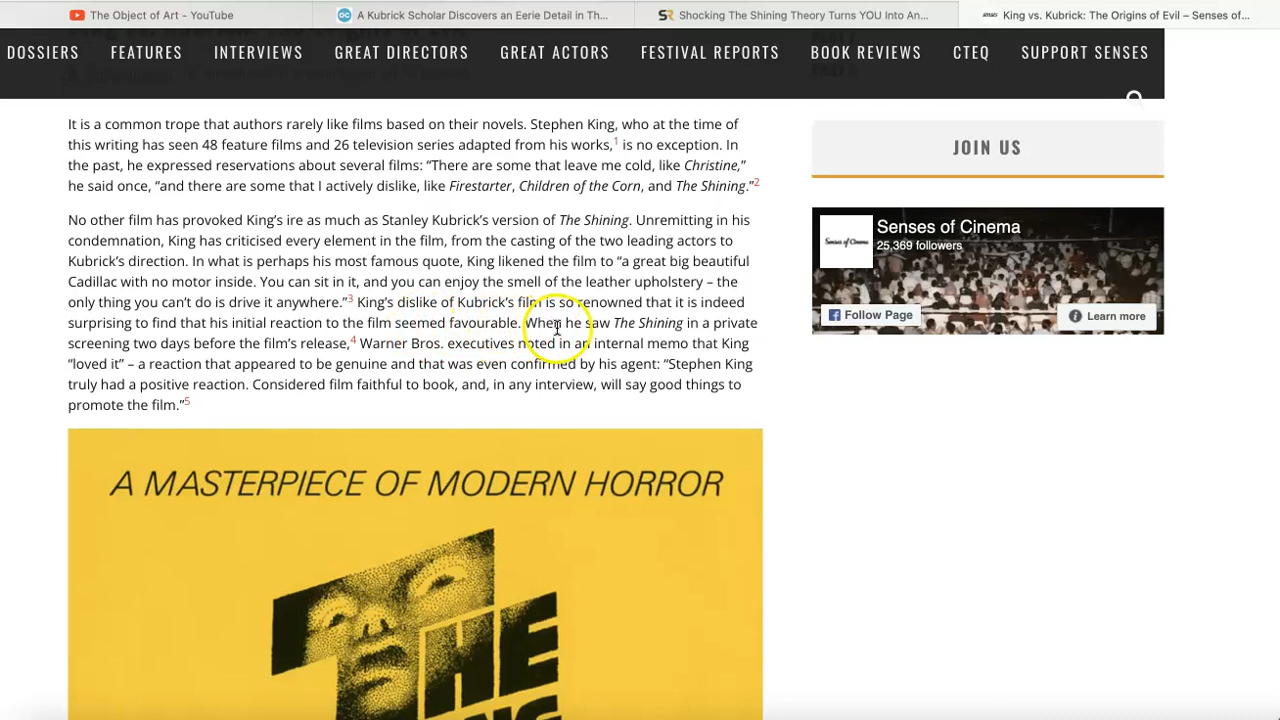 The Object of Art - YouTube
A Kubrick Scholar Discovers an Eerie Detail in Th...
Shocking The Shining Theory Turns YOU Into An...
King vs. Kubrick: The Origins of Evil – Senses of...
DOSSIERS FEATURES INTERVIEWS GREAT DIRECTORS GREAT ACTORS FESTIVAL REPORTS BOOK REVIEWS CTEQ SUPPORT SENSES
It is a common trope that authors rarely like films based on their novels. Stephen King, who at the time of
this writing has seen 48 feature films and 26 television series adapted from his works,1 is no exception. In
the past, he expressed reservations about several films: “There are some that leave me cold, like Christine,”
he said once, “and there are some that I actively dislike, like Firestarter, Children of the Corn, and The Shining.”2
No other film has provoked King’s ire as much as Stanley Kubrick’s version of The Shining. Unremitting in his
condemnation, King has criticised every element in the film, from the casting of the two leading actors to
Kubrick’s direction. In what is perhaps his most famous quote, King likened the film to “a great big beautiful
Cadillac with no motor inside. You can sit in it, and you can enjoy the smell of the leather upholstery – the
only thing you can’t do is drive it anywhere.”3 King’s dislike of Kubrick’s film is so renowned that it is indeed
surprising to find that his initial reaction to the film seemed favourable. When he saw The Shining in a private
screening two days before the film’s release,4 Warner Bros. executives noted in an internal memo that King
“loved it” – a reaction that appeared to be genuine and that was even confirmed by his agent: “Stephen King
truly had a positive reaction. Considered film faithful to book, and, in any interview, will say good things to
promote the film.”5
A MASTERPIECE OF MODERN HORROR
THE
JOIN US
Senses of Cinema
25,369 followers
Follow Page
Learn more